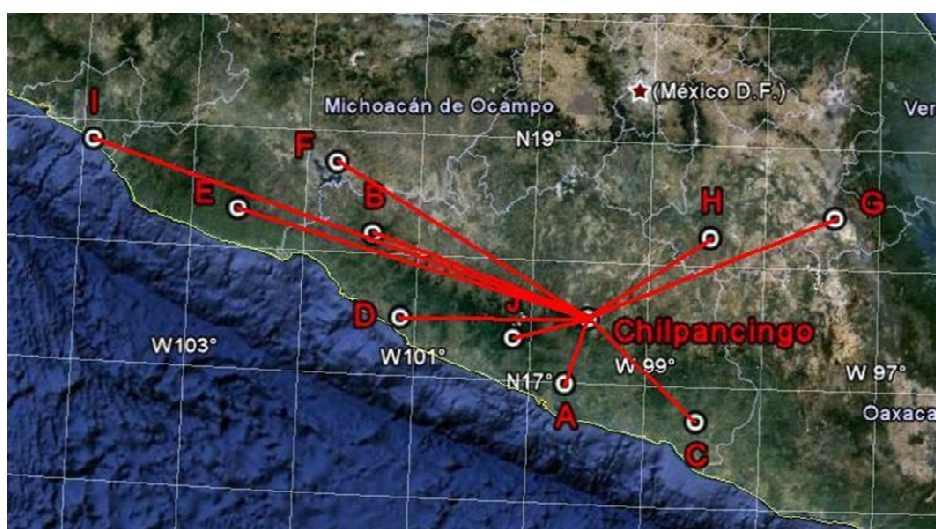 Michoacán de Ocampo
(México D.F.)
Ver
I
N19°
F
E
B
H
G
J
D
Chilpancingo
W103°
W101°
W 99°
W 97°
N17°
A
Oaxaca
C